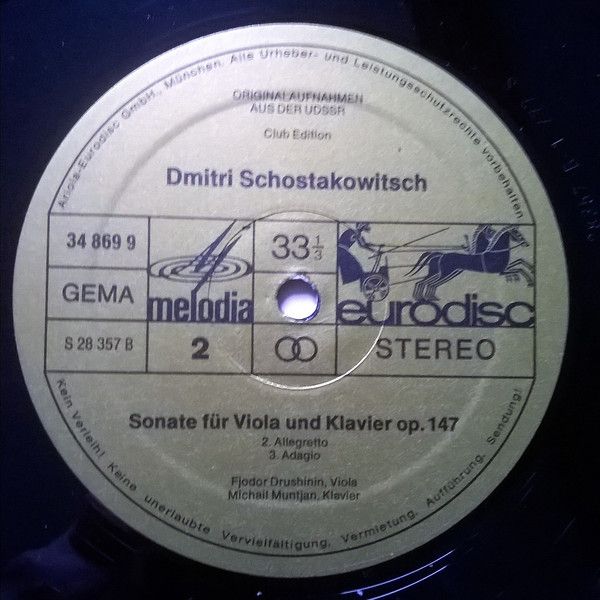 Ariola-Eurodisc GmbH., München. Alle Urheber- und Leistungsschutzrechte vorbehalten.
ORIGINALAUFNAHMEN
AUS DER UDSSR
Club Edition
Dmitri Schostakowitsch
34 869 9
GEMA
S 28 357 B
melodia
2
33 1/3
eurodisc
STEREO
Sonate für Viola und Klavier op. 147
2. Allegretto
3. Adagio
Fjodor Drushinin, Viola
Michail Muntjan, Klavier
Kein Verleih! Keine unerlaubte Vervielfältigung, Vermietung, Aufführung, Sendung!